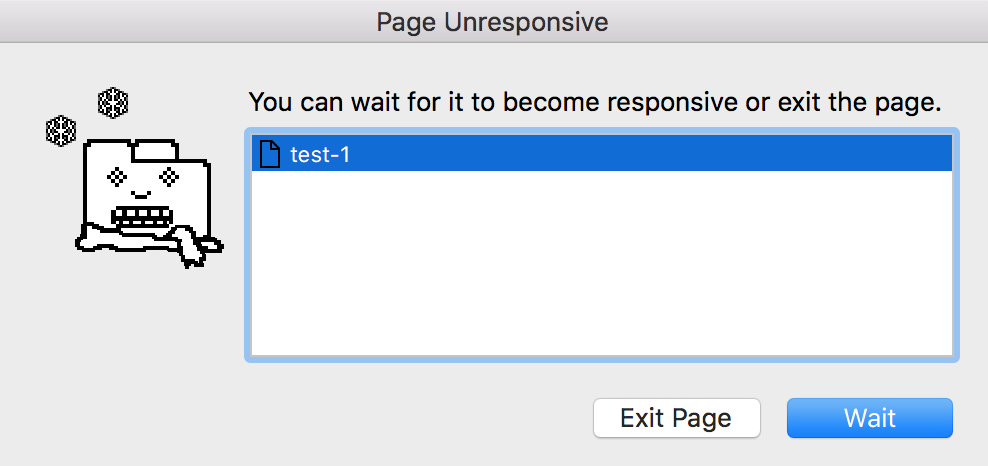 Page Unresponsive
You can wait for it to become responsive or exit the page.
test-1
Exit Page
Wait